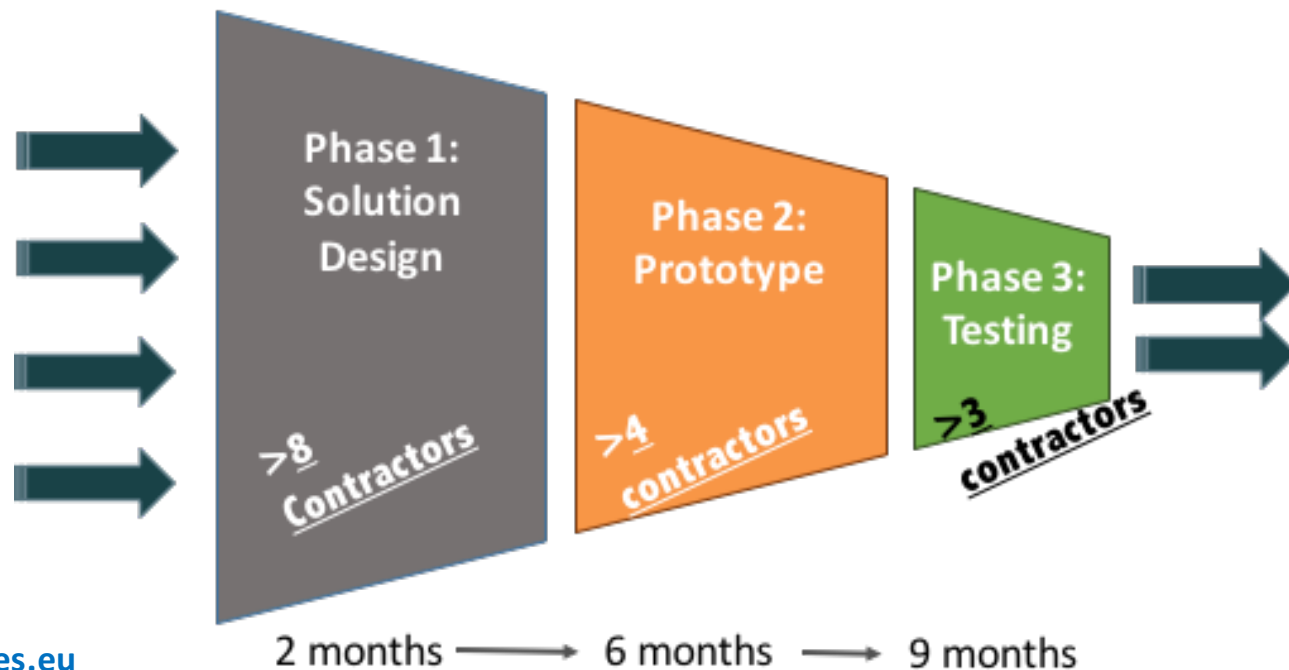 Phase 1:
Solution
Design
>8
Contractors
Phase 2:
Prototype
>4
contractors
Phase 3:
Testing
>3
contractors
es.eu
2 months
6 months
9 months